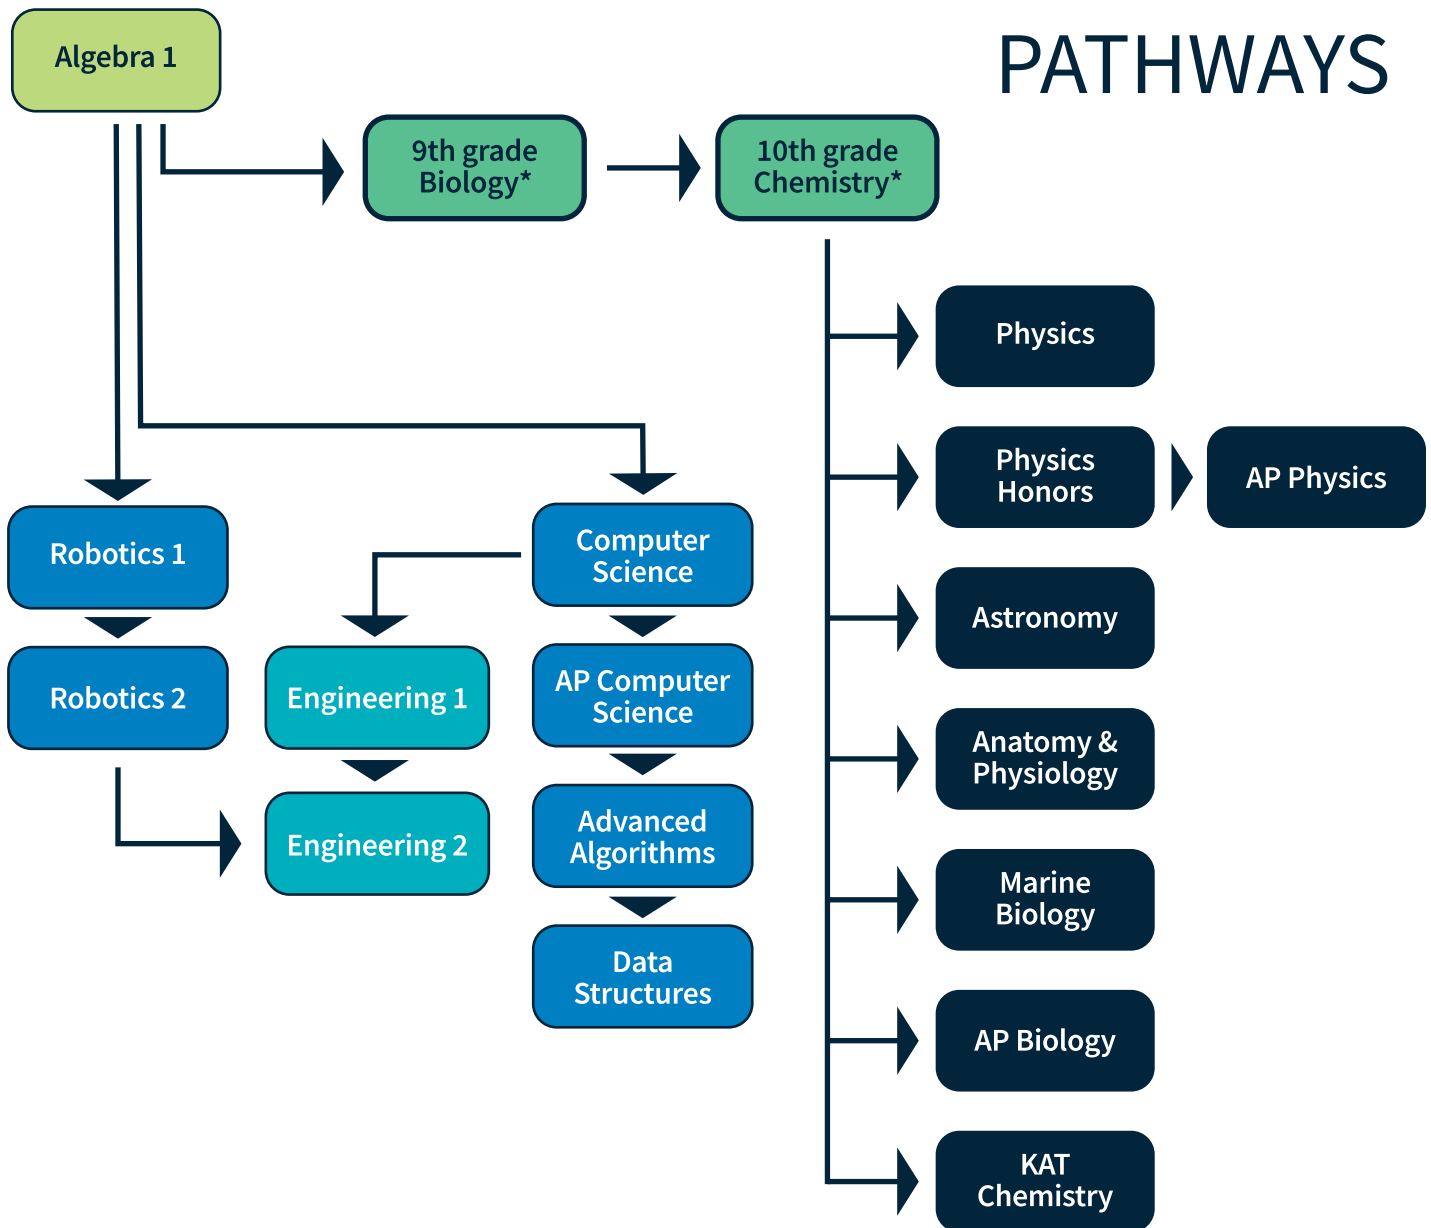 PATHWAYS
Algebra 1
9th grade
Biology*
10th grade
Chemistry*
Physics
Physics
Honors
AP Physics
Astronomy
Anatomy &
Physiology
Marine
Biology
AP Biology
KAT
Chemistry
Robotics 1
Robotics 2
Computer
Science
Engineering 1
Engineering 2
AP Computer
Science
Advanced
Algorithms
Data
Structures